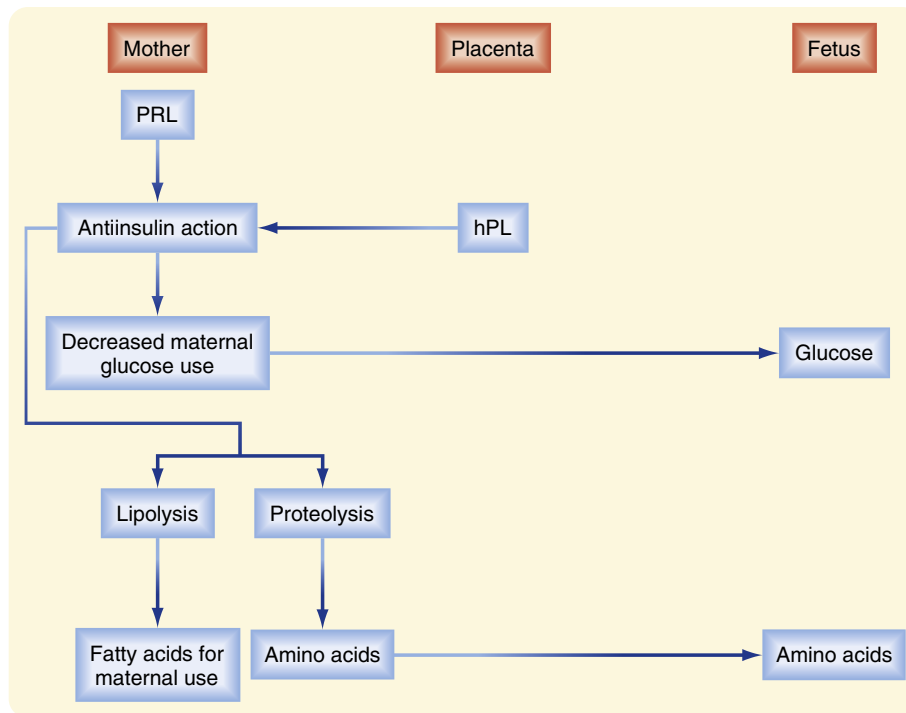 Mother
Placenta
Fetus
PRL
Antiinsulin action
hPL
Decreased maternal
glucose use
Glucose
Lipolysis
Proteolysis
Fatty acids for
maternal use
Amino acids
Amino acids